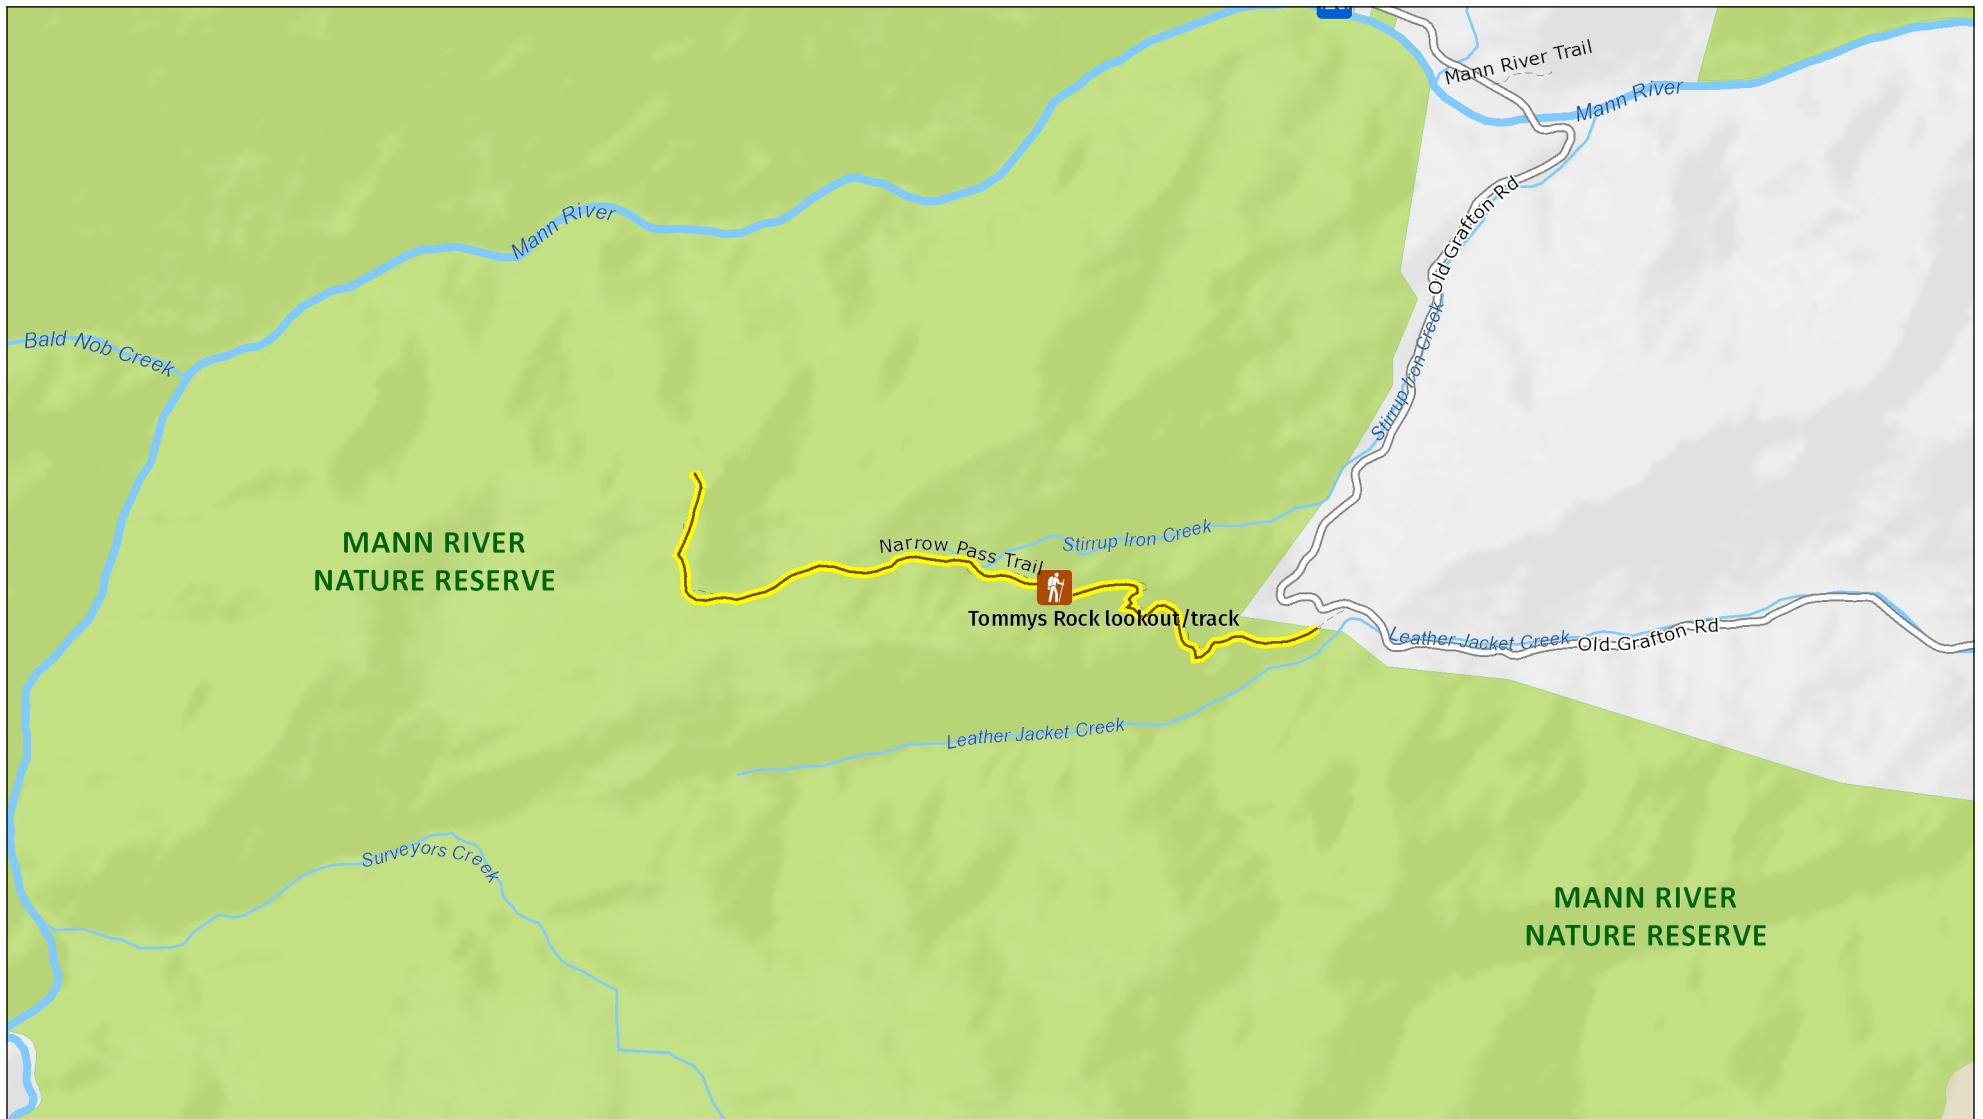 Mann River Trail
Mann River
Old Grafton Rd
Mann River
Stirrup Iron Creek
Bald Nob Creek
MANN RIVER
NATURE RESERVE
Narrow Pass Trail
Stirrup Iron Creek
Tommys Rock lookout/track
Leather Jacket Creek
Old Grafton Rd
Leather Jacket Creek
Surveyors Creek
MANN RIVER
NATURE RESERVE